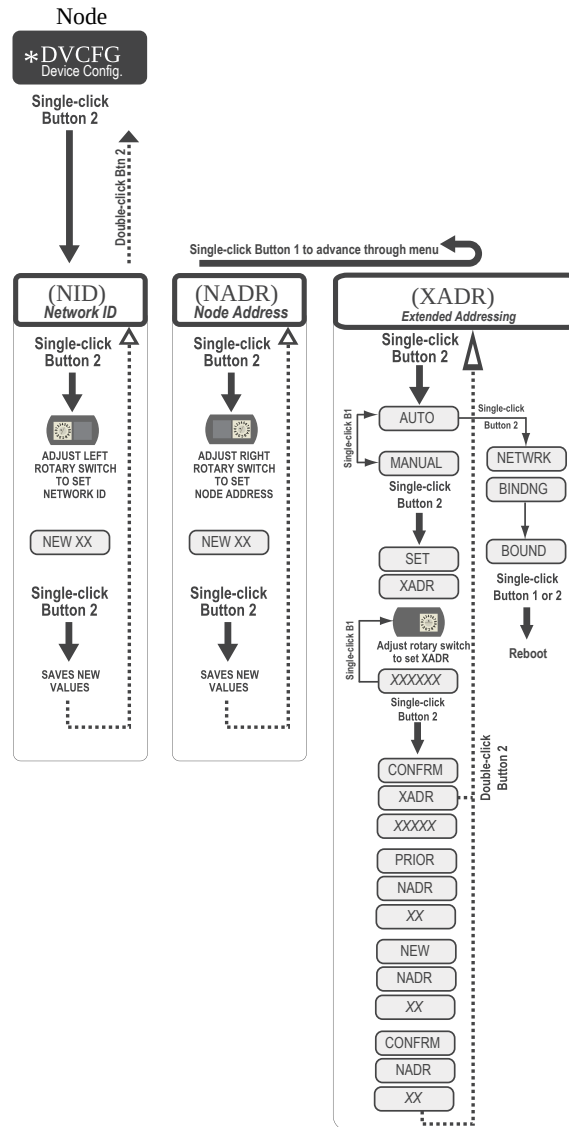 Node
*DVCFG
Device Config.
Single-click
Button 2
Double-click Btn 2
Single-click Button 1 to advance through menu
(NID)
Network ID
Single-click
Button 2
ADJUST LEFT
ROTARY SWITCH
TO SET
NETWORK ID
NEW XX
Single-click
Button 2
SAVES NEW
VALUES
(NADR)
Node Address
Single-click
Button 2
ADJUST RIGHT
ROTARY SWITCH
TO SET
NODE ADDRESS
NEW XX
Single-click
Button 2
SAVES NEW
VALUES
(XADR)
Extended Addressing
Single-click
Button 2
AUTO
Single-click B1
MANUAL
Single-click
Button 2
SET
XADR
Single-click B1
Adjust rotary switch
to set XADR
XXXXXX
Single-click
Button 2
CONFRM
XADR
XXXXX
PRIOR
NADR
XX
NEW
NADR
XX
CONFRM
NADR
XX
Double-click
Button 2
Single-click
Button 2
NETWRK
BINDNG
BOUND
Single-click
Button 1 or 2
Reboot